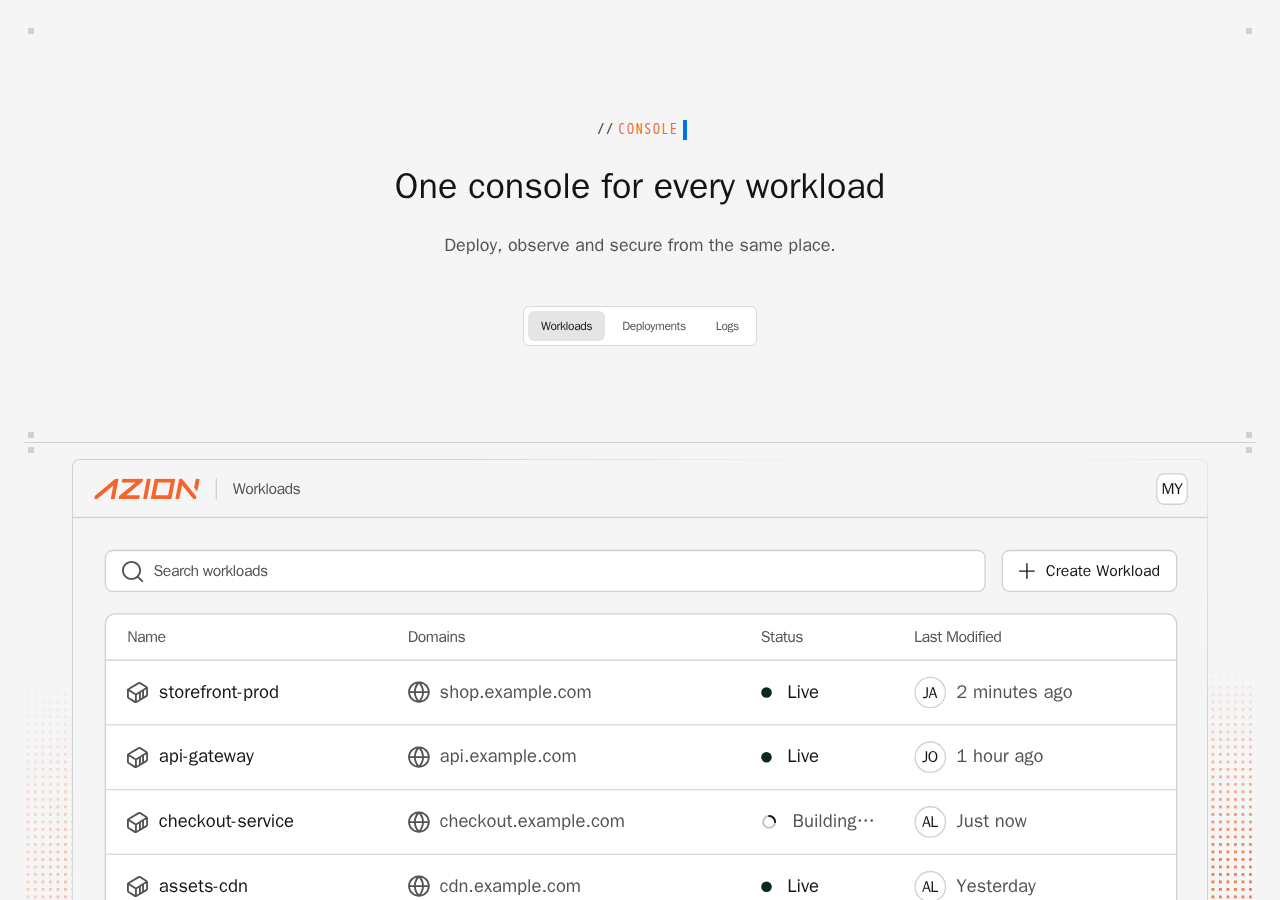 // CONSOLE
One console for every workload
Deploy, observe and secure from the same place.
Workloads Deployments Logs
AZION Workloads MY
Search workloads Create Workload
Name Domains Status Last Modified
storefront-prod shop.example.com Live JA 2 minutes ago
api-gateway api.example.com Live JO 1 hour ago
checkout-service checkout.example.com Building··· AL Just now
assets-cdn cdn.example.com Live AL Yesterday